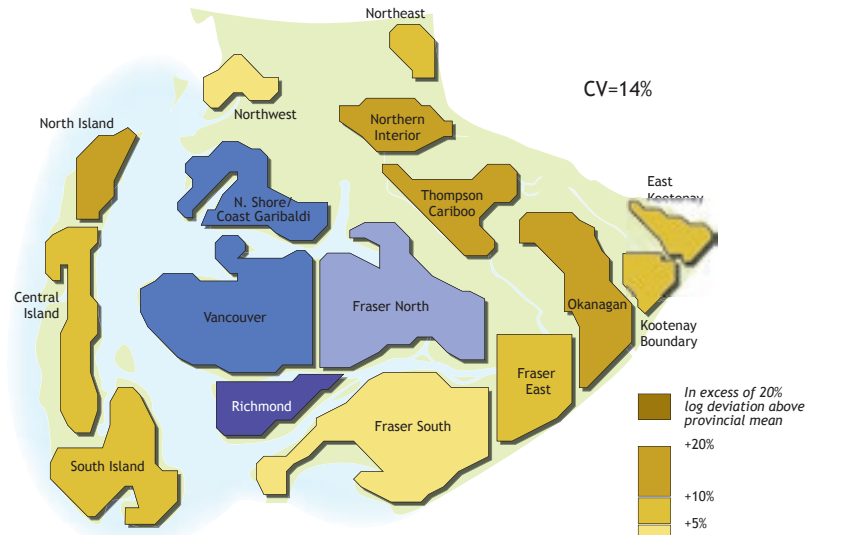 Northeast
CV=14%
Northwest
North Island
Northern
Interior
East
Kootenay
Thompson
Cariboo
N. Shore/
Coast Garibaldi
Central
Island
Vancouver
Fraser North
Okanagan
Kootenay
Boundary
Fraser
East
Richmond
Fraser South
South Island
In excess of 20%
log deviation above
provincial mean
+20%
+10%
+5%